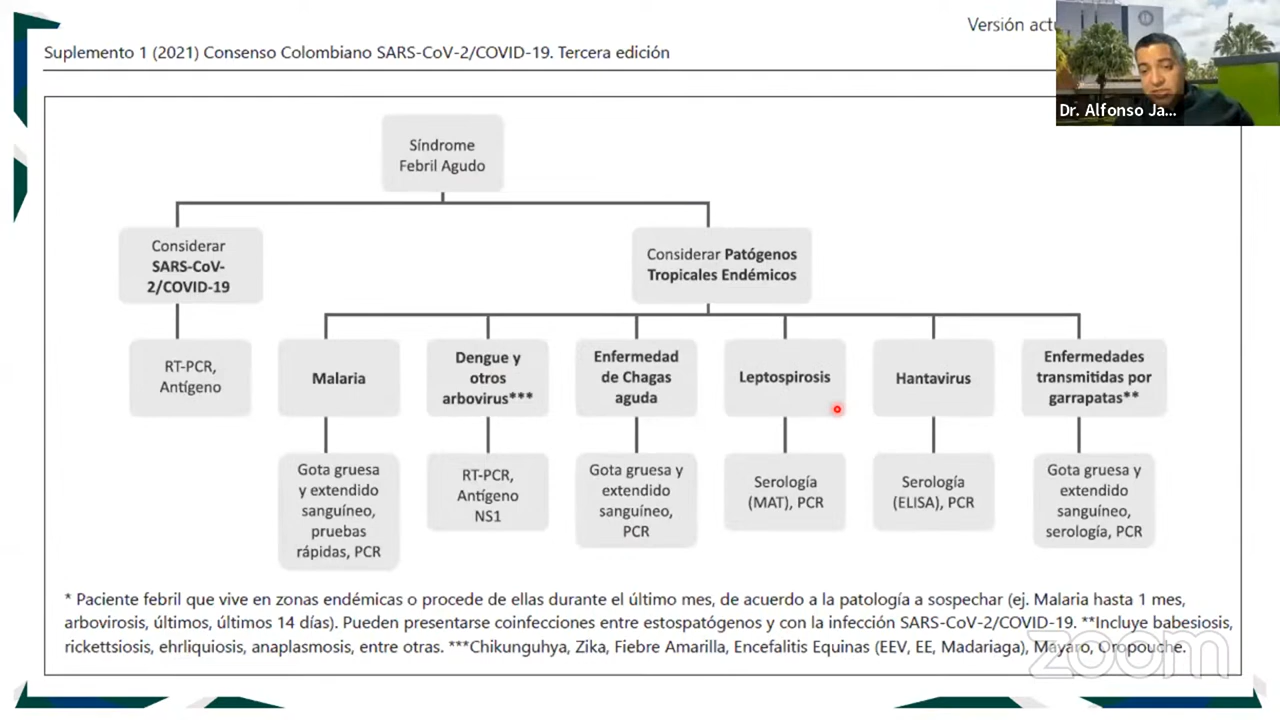 Versión actu
Suplemento 1 (2021) Consenso Colombiano SARS-CoV-2/COVID-19. Tercera edición
Dr. Alfonso Ja...
Síndrome
Febril Agudo
Considerar
SARS-CoV-
2/COVID-19
Considerar Patógenos
Tropicales Endémicos
RT-PCR,
Antígeno
Malaria
Dengue y
otros
arbovirus***
Enfermedad
de Chagas
aguda
Leptospirosis
Hantavirus
Enfermedades
transmitidas por
garrapatas**
Gota gruesa
y extendido
sanguíneo,
pruebas
rápidas, PCR
RT-PCR,
Antígeno
NS1
Gota gruesa y
extendido
sanguíneo,
PCR
Serología
(MAT), PCR
Serología
(ELISA), PCR
Gota gruesa y
extendido
sanguíneo,
serología, PCR
* Paciente febril que vive en zonas endémicas o procede de ellas durante el último mes, de acuerdo a la patología a sospechar (ej. Malaria hasta 1 mes,
arbovirosis, últimos, últimos 14 días). Pueden presentarse coinfecciones entre estospatógenos y con la infección SARS-CoV-2/COVID-19. **Incluye babesiosis,
rickettsiosis, ehrliquiosis, anaplasmosis, entre otras. ***Chikunguhya, Zika, Fiebre Amarilla, Encefalitis Equinas (EEV, EE, Madariaga), Mayaro, Oropouche.
zoom